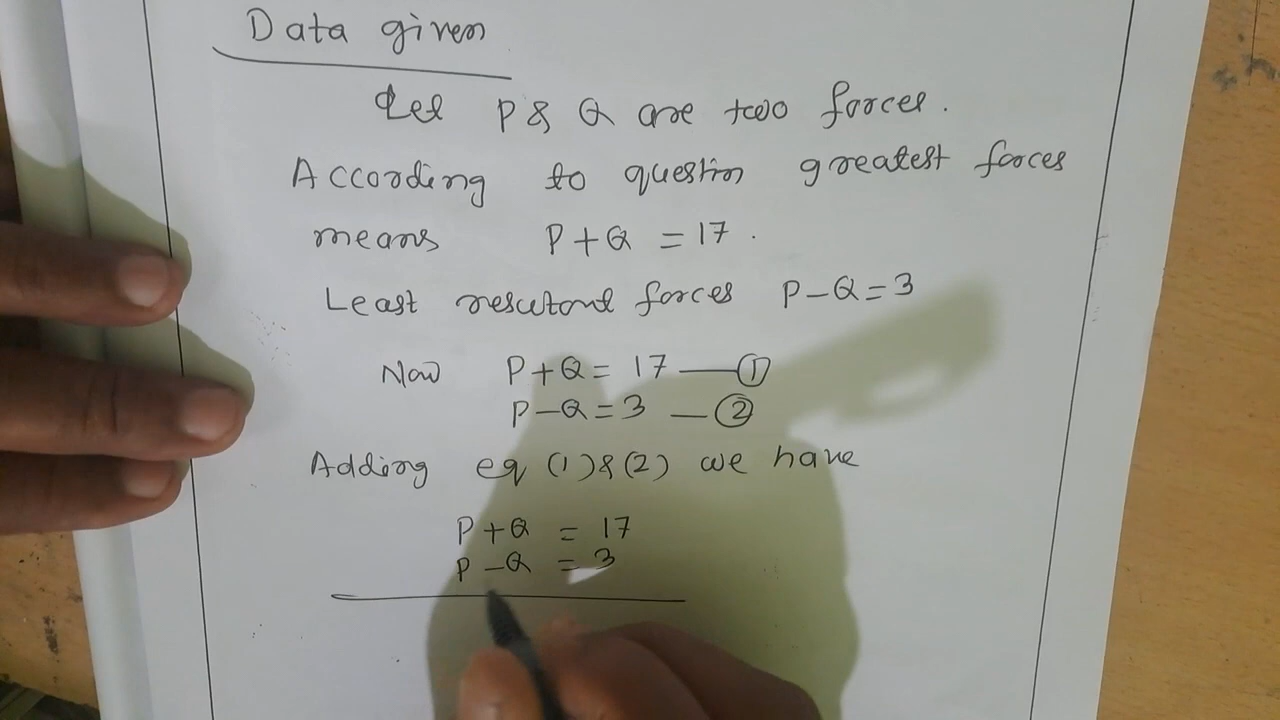 Data given
Let P & Q are two forces.
According to question greatest forces
means P+Q = 17.
Least resutant forces P-Q=3
Now P+Q= 17 — ①
P-Q=3 — ②
Adding eq (1) & (2) we have
P+Q = 17
P-Q = 3